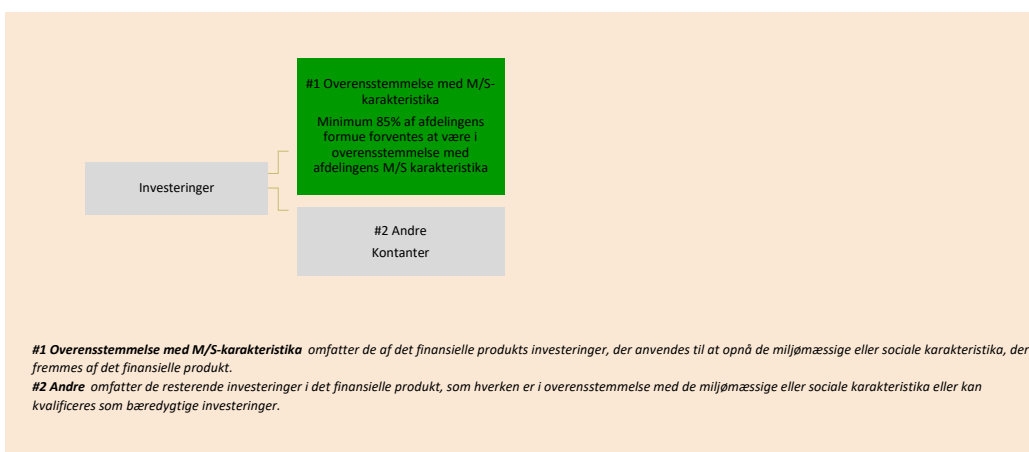 #1 Overensstemmelse med M/S-
karakteristika
Minimum 85% af afdelingens
formue forventes at være i
overensstemmelse med
afdelingens M/S karakteristika
Investeringer
#2 Andre
Kontanter
#1 Overensstemmelse med M/S-karakteristika omfatter de af det finansielle produkts investeringer, der anvendes til at opnå de miljømæssige eller sociale karakteristika, der
fremmes af det finansielle produkt.
#2 Andre omfatter de resterende investeringer i det finansielle produkt, som hverken er i overensstemmelse med de miljømæssige eller sociale karakteristika eller kan
kvalificeres som bæredygtige investeringer.